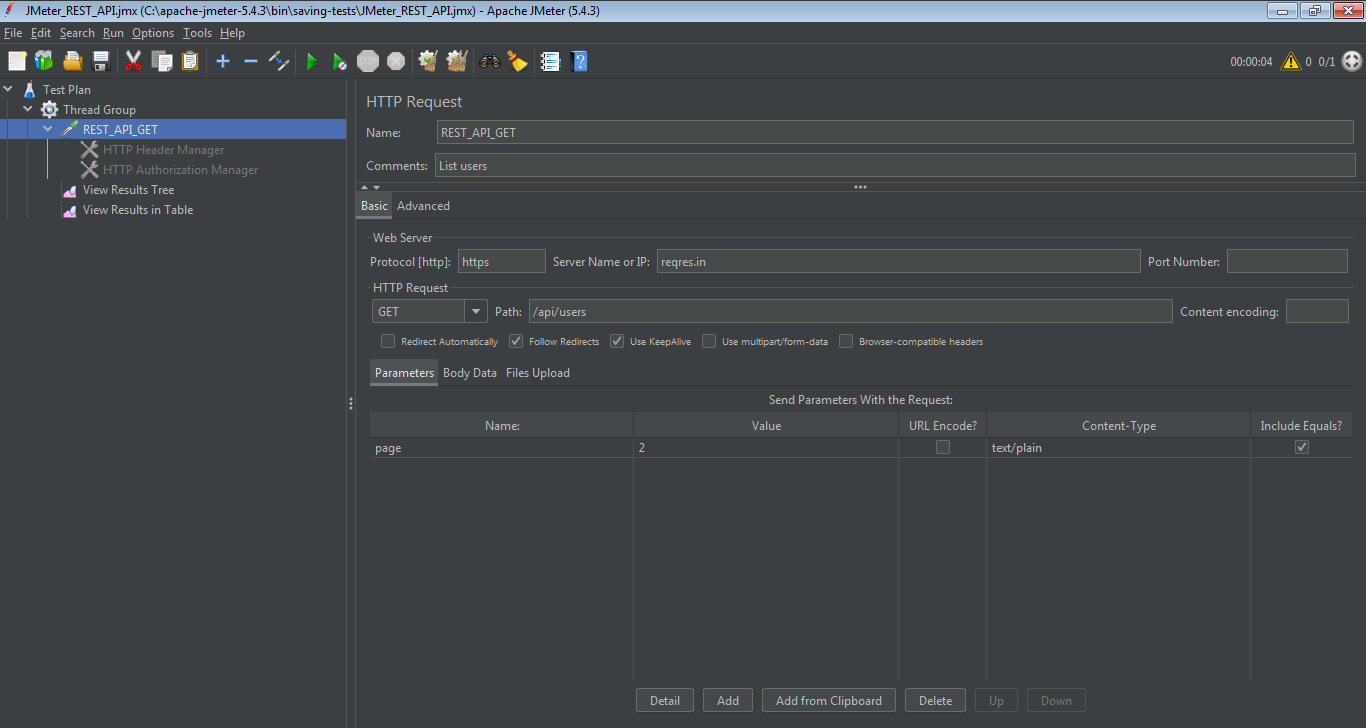 JMeter_REST_API.jmx (C:\apache-jmeter-5.4.3\bin\saving-tests\JMeter_REST_API.jmx) - Apache JMeter (5.4.3)
File Edit Search Run Options Tools Help
00:00:04 0 0/1
Test Plan
Thread Group
REST_API_GET
HTTP Header Manager
HTTP Authorization Manager
View Results Tree
View Results in Table
HTTP Request
Name: REST_API_GET
Comments: List users
Basic Advanced
Web Server
Protocol [http]: https Server Name or IP: reqres.in Port Number:
HTTP Request
GET Path: /api/users Content encoding:
Redirect Automatically Follow Redirects Use KeepAlive Use multipart/form-data Browser-compatible headers
Parameters Body Data Files Upload
Send Parameters With the Request:
Name: Value URL Encode? Content-Type Include Equals?
page 2 text/plain
Detail Add Add from Clipboard Delete Up Down